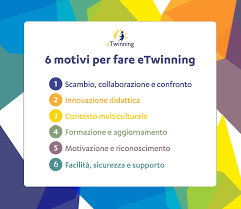 eTwinning
6 motivi per fare eTwinning
1 Scambio, collaborazione e confronto
2 Innovazione didattica
3 Contesto multiculturale
4 Formazione e aggiornamento
5 Motivazione e riconoscimento
6 Facilità, sicurezza e supporto